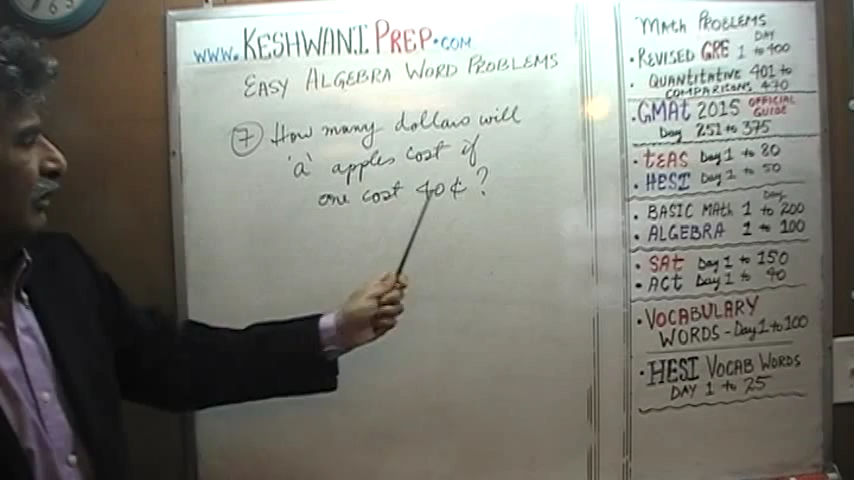 www.KESHWANIPREP.COM
EASY ALGEBRA WORD PROBLEMS
7 How many dollars will
'a' apples cost if
one cost 40¢?
MATH PROBLEMS
DAY
• REVISED GRE 1 to 400
• QUANTITATIVE 401 to
COMPARISONS 470
• GMAt 2015 OFFICIAL GUIDE
Day 251 to 375
• tEAS Day 1 to 80
• HESI Day 1 to 50
Day
• BASIC MATH 1 to 200
• ALGEBRA 1 to 100
• SAt Day 1 to 150
• ACt Day 1 to 40
• VOCABULARY
WORDS - Day 1 to 100
• HESI VOCAB WORDS
DAY 1 to 25